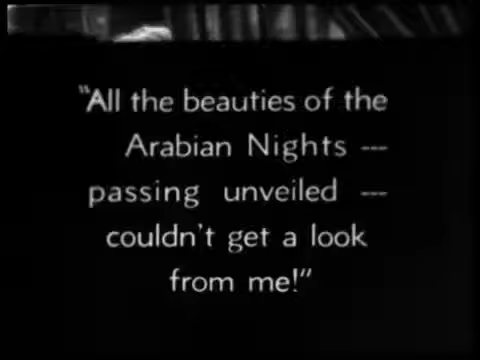 "All the beauties of the
Arabian Nights ---
passing unveiled ---
couldn't get a look
from me!"